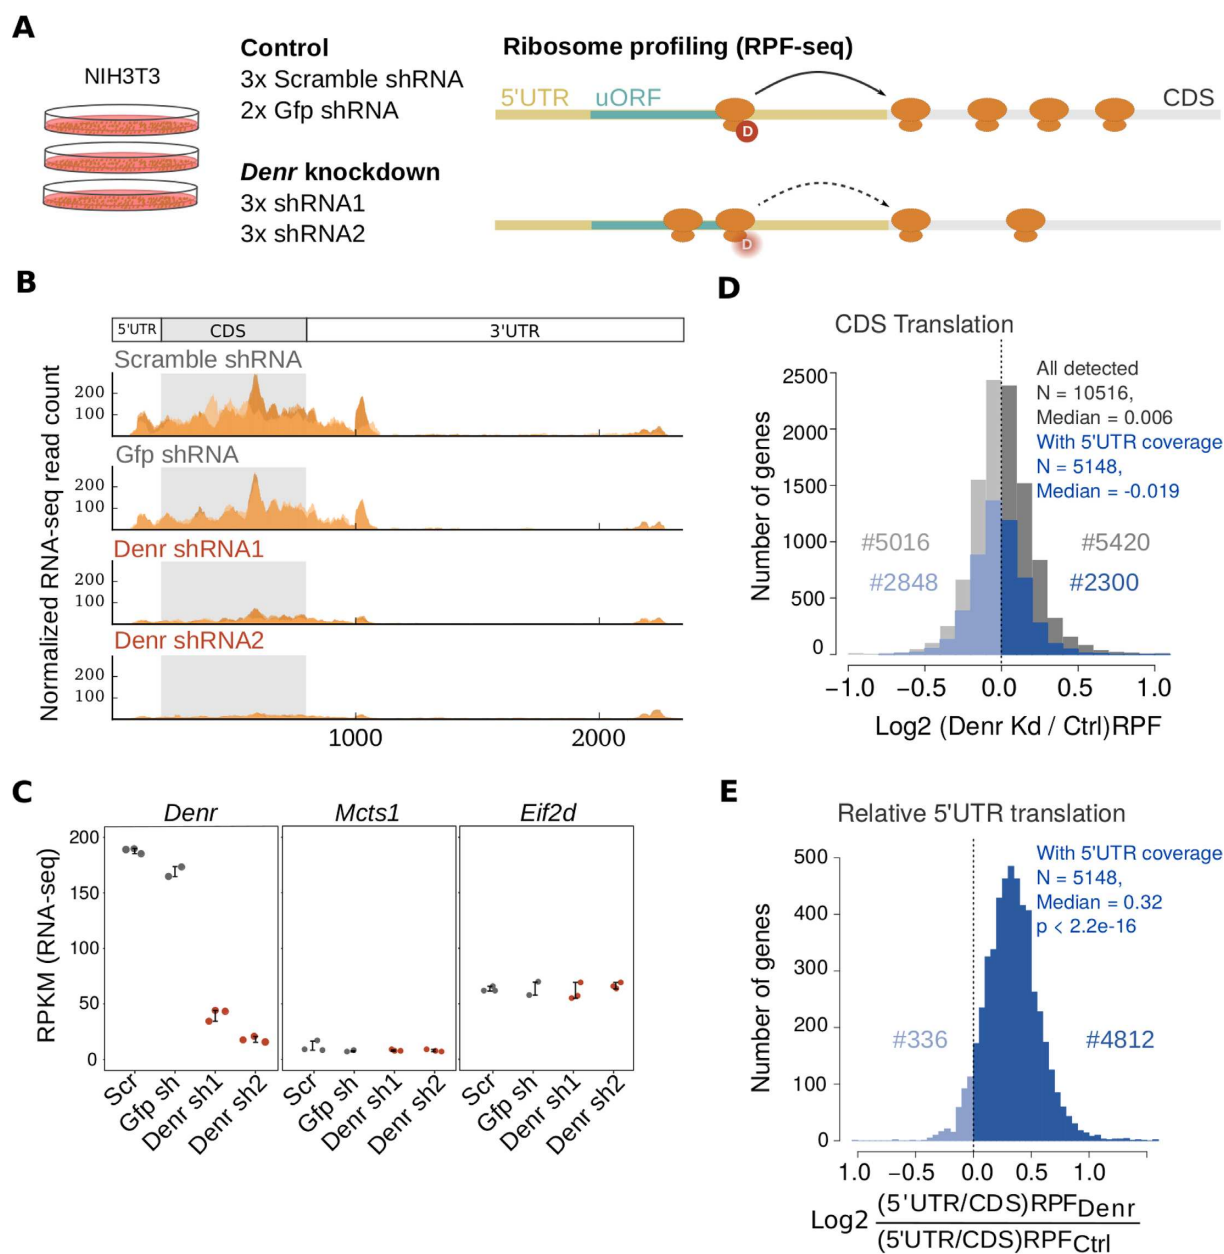 A
NIH3T3
Control
3x Scramble shRNA
2x Gfp shRNA
Denr knockdown
3x shRNA1
3x shRNA2
Ribosome profiling (RPF-seq)
5'UTR uORF CDS
D
D
B
5'UTR CDS 3'UTR
Normalized RNA-seq read count
Scramble shRNA
200
100
Gfp shRNA
200
100
Denr shRNA1
200
100
Denr shRNA2
200
100
1000 2000
C
Denr Mcts1 Eif2d
RPKM (RNA-seq)
200
150
100
50
0
Scr Gfp sh Denr sh1 Denr sh2 Scr Gfp sh Denr sh1 Denr sh2 Scr Gfp sh Denr sh1 Denr sh2
D
CDS Translation
Number of genes
2500
2000
1500
1000
500
0
All detected
N = 10516,
Median = 0.006
With 5'UTR coverage
N = 5148,
Median = -0.019
#5016 #5420
#2848 #2300
−1.0 −0.5 0.0 0.5 1.0
Log2 (Denr Kd / Ctrl)RPF
E
Relative 5'UTR translation
Number of genes
500
400
300
200
100
0
With 5'UTR coverage
N = 5148,
Median = 0.32
p < 2.2e-16
#336 #4812
1.0 −0.5 0.0 0.5 1.0
Log2 (5'UTR/CDS)RPFDenr
(5'UTR/CDS)RPFCtrl